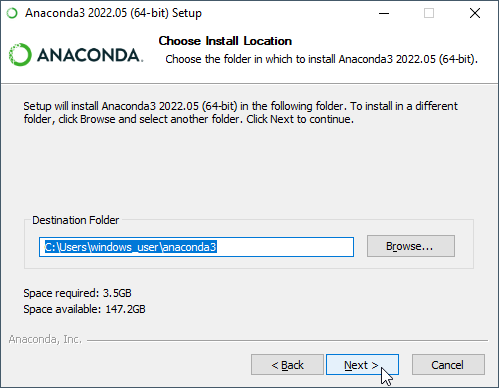 Anaconda3 2022.05 (64-bit) Setup
ANACONDA.
Choose Install Location
Choose the folder in which to install Anaconda3 2022.05 (64-bit).
Setup will install Anaconda3 2022.05 (64-bit) in the following folder. To install in a different
folder, click Browse and select another folder. Click Next to continue.
Destination Folder
C:\Users\windows_user\anaconda3
Browse...
Space required: 3.5GB
Space available: 147.2GB
Anaconda, Inc.
< Back
Next >
Cancel